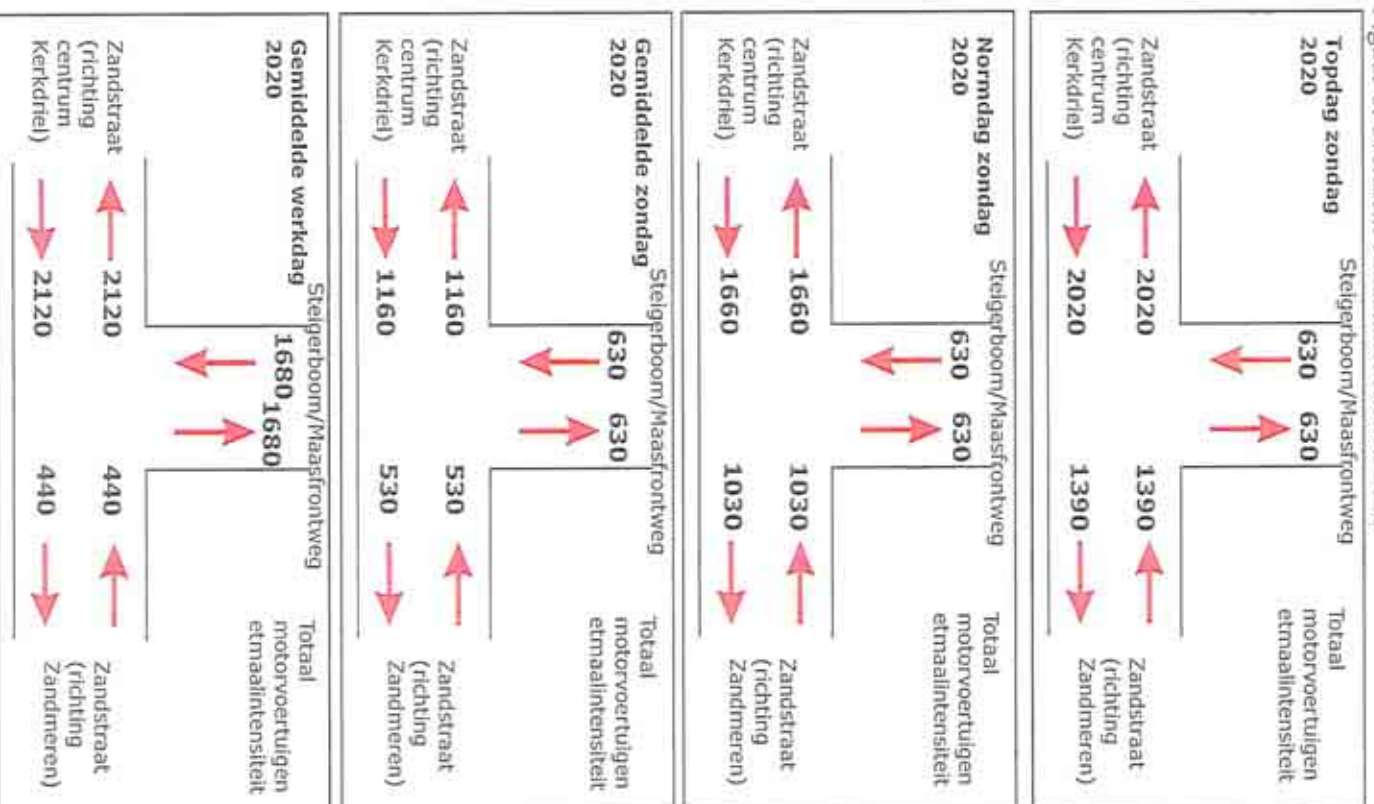 Topdag zondag
2020
Steigerboom/Maasfrontweg
Totaal
motorvoertuigen
etmaalintensiteit
630 630
Zandstraat
(richting
centrum
Kerkdriel)
2020
2020
1390
1390
Zandstraat
(richting
Zandmeren)
Normdag zondag
2020
Steigerboom/Maasfrontweg
Totaal
motorvoertuigen
etmaalintensiteit
630 630
Zandstraat
(richting
centrum
Kerkdriel)
1660
1660
1030
1030
Zandstraat
(richting
Zandmeren)
Gemiddelde zondag
2020
Steigerboom/Maasfrontweg
Totaal
motorvoertuigen
etmaalintensiteit
630 630
Zandstraat
(richting
centrum
Kerkdriel)
1160
1160
530
530
Zandstraat
(richting
Zandmeren)
Gemiddelde werkdag
2020
Steigerboom/Maasfrontweg
Totaal
motorvoertuigen
etmaalintensiteit
1680 1680
Zandstraat
(richting
centrum
Kerkdriel)
2120
2120
440
440
Zandstraat
(richting
Zandmeren)